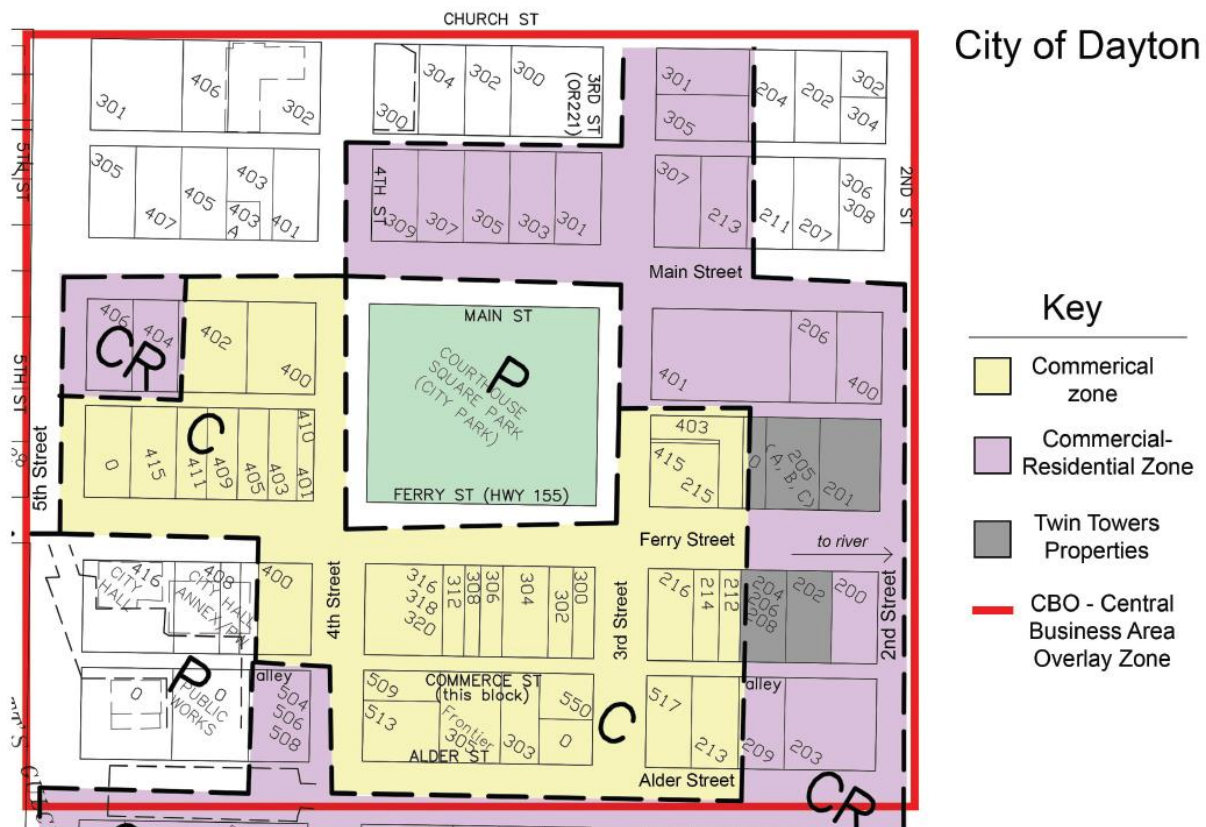 CHURCH ST
City of Dayton
301
406
302
300
304
302
300
3RD ST
(OR221)
301
305
204
202
302
304
5TH ST
305
407
405
403
403
A
401
4TH ST
309
307
305
303
301
307
213
211
207
306
308
2ND ST
Main Street
406
404
CR
402
400
MAIN ST
COURTHOUSE
SQUARE PARK
(CITY PARK)
P
FERRY ST (HWY 155)
401
206
400
5TH ST
5th Street
0
415
C
411
409
405
403
410
401
403
415
215
0
205
(A, B, C)
201
Ferry Street
to river
416
CITY
HALL
408
CITY HALL
ANNEX/PW
400
4th Street
316
318
320
312
308
306
304
302
300
3rd Street
216
214
212
204
206
208
202
200
2nd Street
P
0
0
PUBLIC
WORKS
alley
504
506
508
509
513
COMMERCE ST
(this block)
Frontier
305
303
550
0
ALDER ST
C
517
213
alley
209
203
Alder Street
CR
Key
Commerical
zone
Commercial-
Residential Zone
Twin Towers
Properties
CBO - Central
Business Area
Overlay Zone